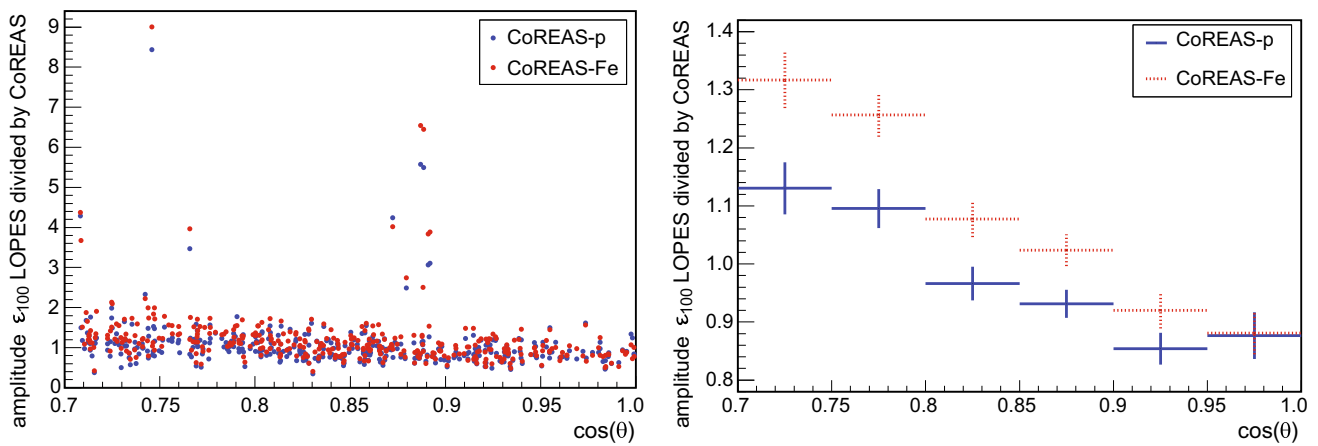 amplitude ε100 LOPES divided by CoREAS
9
8
7
6
5
4
3
2
1
0
0.7 0.75 0.8 0.85 0.9 0.95 1.0
cos(θ)
CoREAS-p
CoREAS-Fe
amplitude ε100 LOPES divided by CoREAS
1.4
1.3
1.2
1.1
1.0
0.9
0.8
0.7 0.75 0.8 0.85 0.9 0.95 1.0
cos(θ)
CoREAS-p
CoREAS-Fe